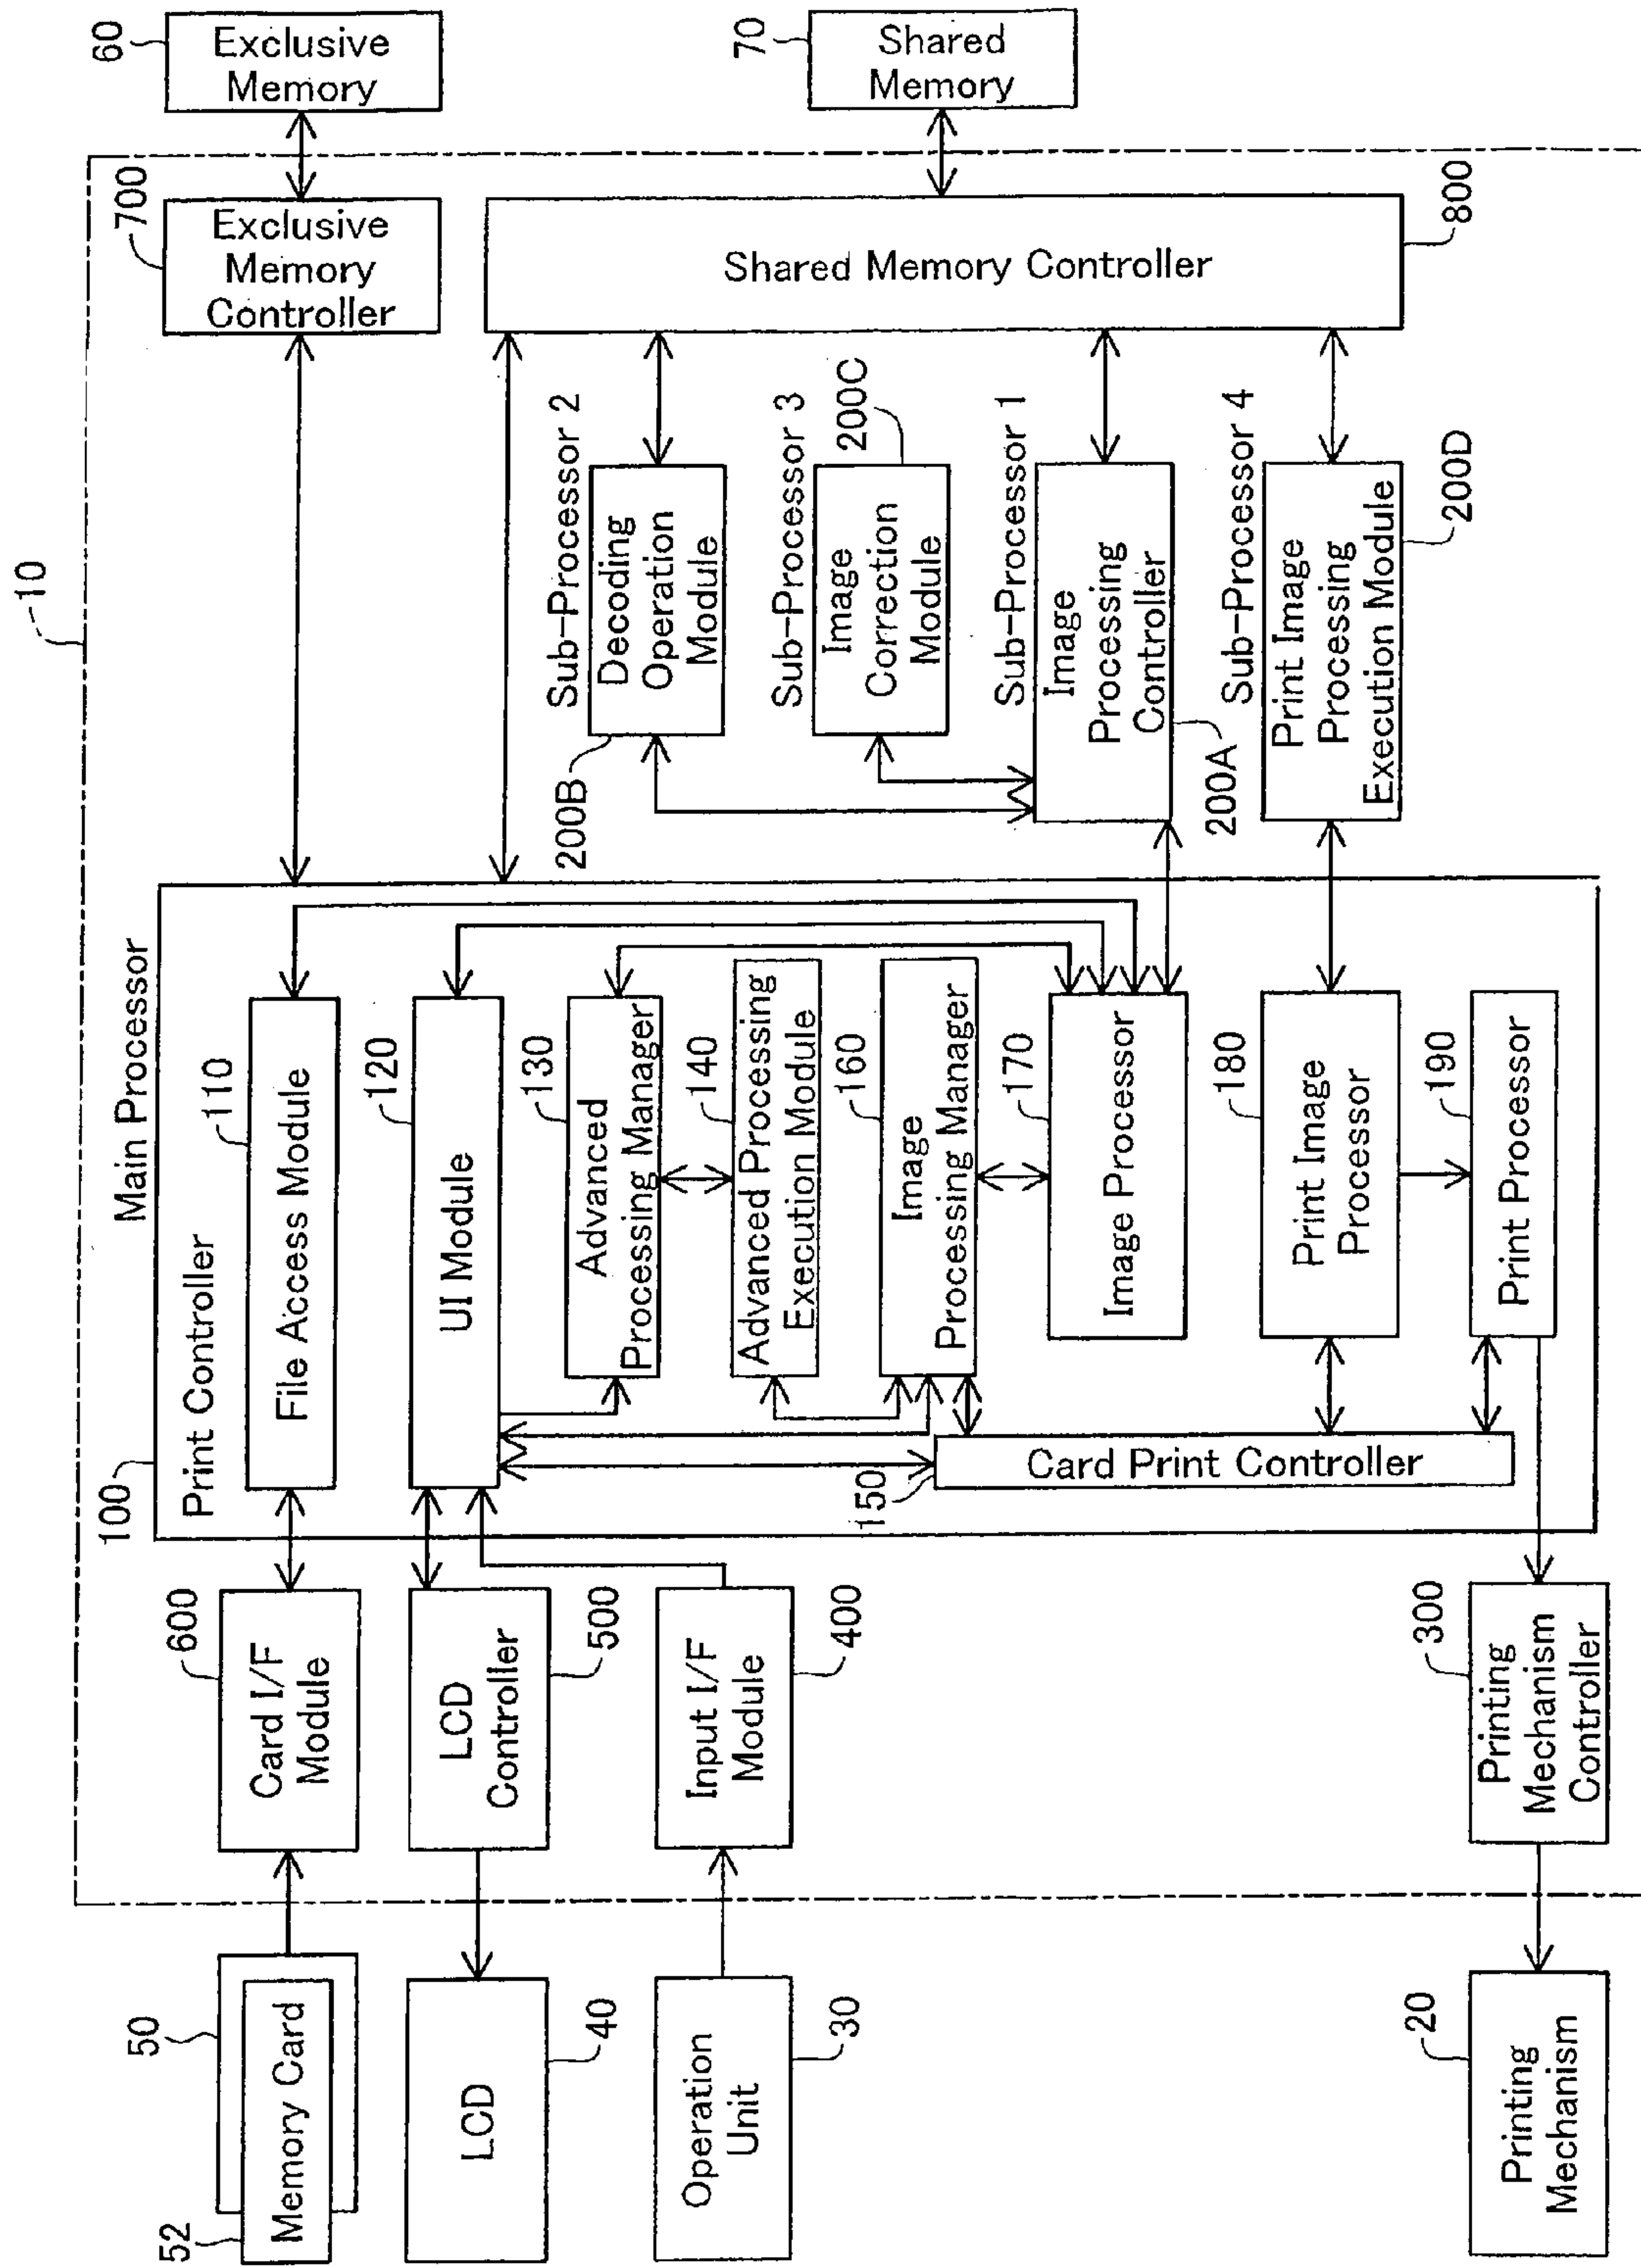 10
60
Exclusive
Memory
70
Shared
Memory
700
Exclusive
Memory
Controller
Shared Memory Controller
800
Sub-Processor 2
Decoding
Operation
Module
200B
Sub-Processor 3
Image
Correction
Module
200C
Sub-Processor 1
Image
Processing
Controller
200A
Sub-Processor 4
Print Image
Processing
Execution Module
200D
Main Processor
100
Print Controller
110
File Access Module
120
UI Module
130
Advanced
Processing Manager
140
Advanced Processing
Execution Module
160
Image
Processing Manager
170
Image Processor
180
Print Image
Processor
190
Print Processor
150
Card Print Controller
600
Card I/F
Module
LCD
Controller
500
Input I/F
Module
400
300
Printing
Mechanism
Controller
50
52
Memory Card
LCD
40
Operation
Unit
30
20
Printing
Mechanism